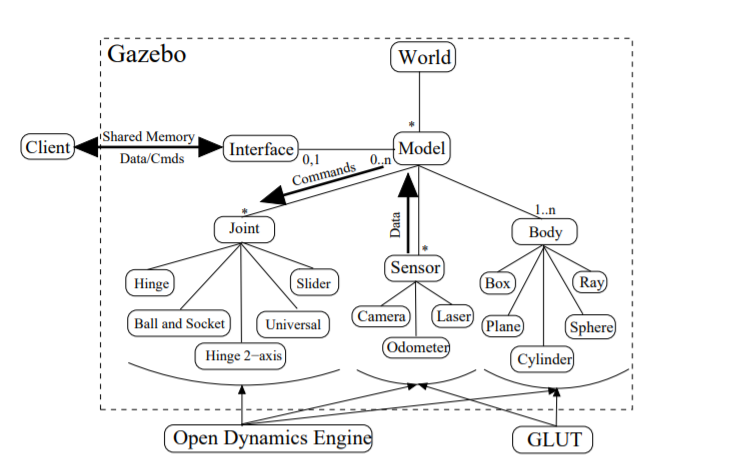 Gazebo
World
*
Shared Memory
Client
Interface
Model
Data/Cmds
0,1
0..n
Commands
*
Data
1..n
Joint
Body
*
Sensor
Hinge
Slider
Box
Ray
Ball and Socket
Universal
Camera
Laser
Plane
Sphere
Hinge 2−axis
Odometer
Cylinder
Open Dynamics Engine
GLUT